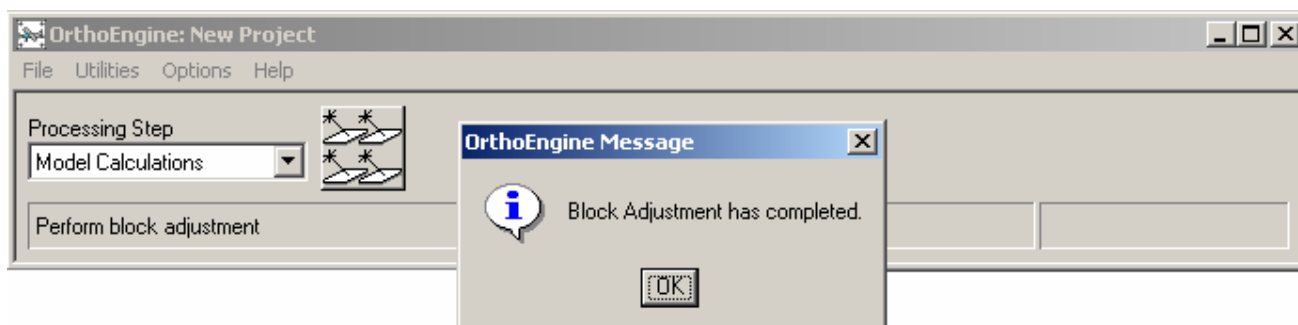 OrthoEngine: New Project
File Utilities Options Help
Processing Step
Model Calculations
Perform block adjustment
OrthoEngine Message
Block Adjustment has completed.
OK